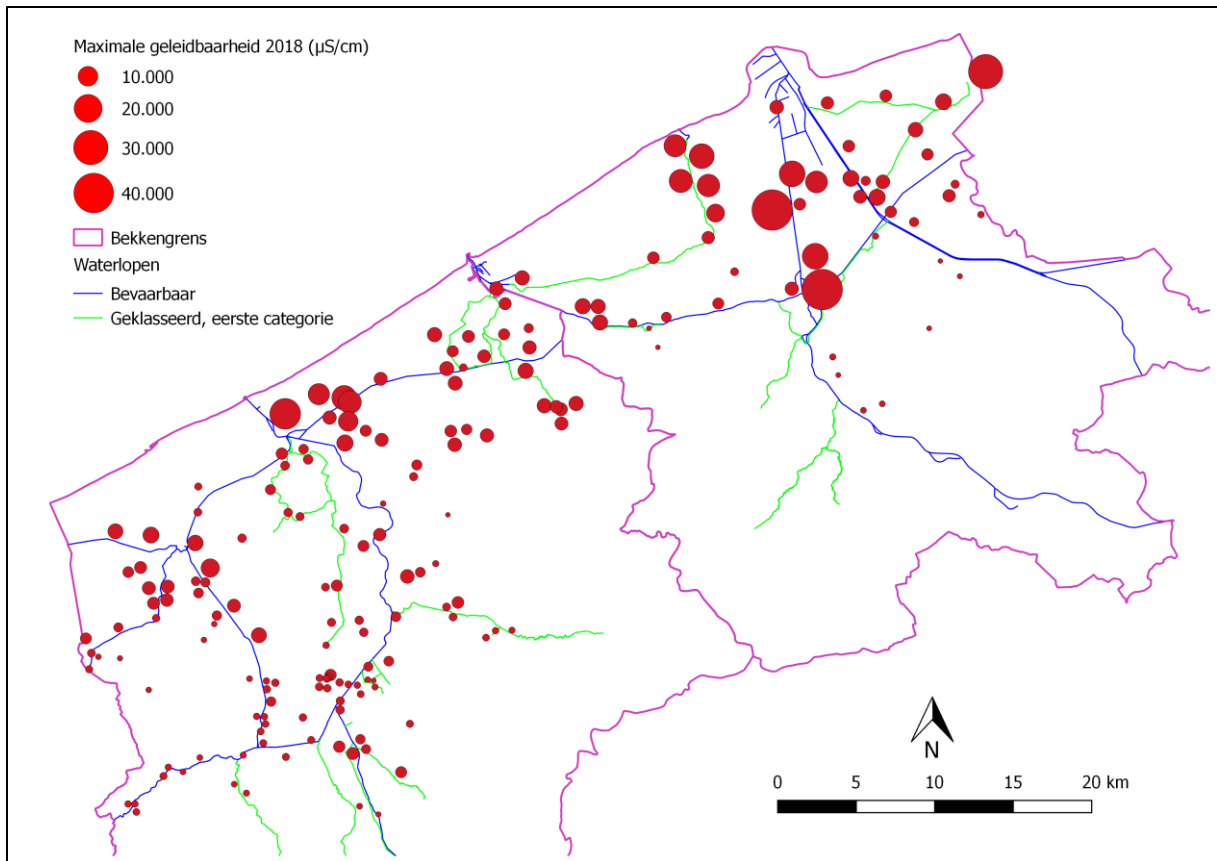 Maximale geleidbaarheid 2018 (µS/cm)
10.000
20.000
30.000
40.000
Bekkengrens
Waterlopen
Bevaarbaar
Geklasseerd, eerste categorie
N
0 5 10 15 20 km